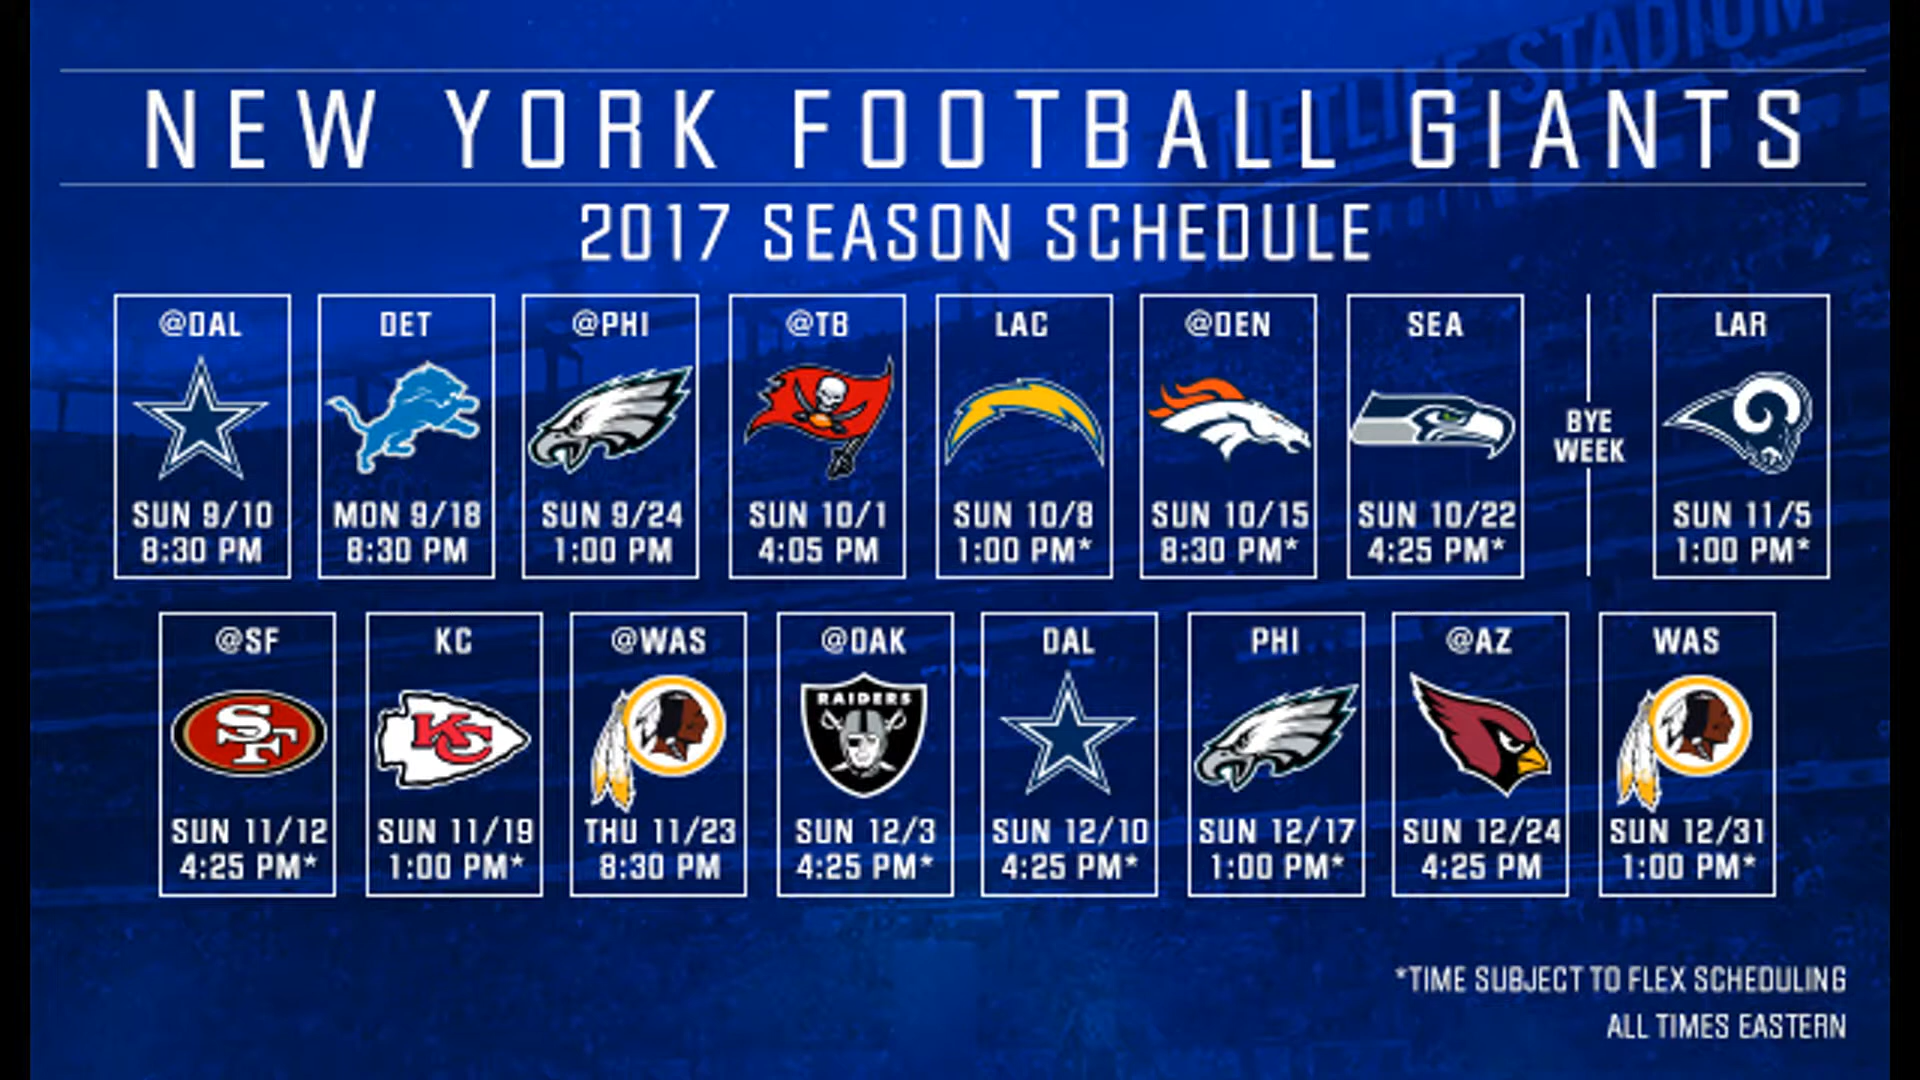 METLIFE STADIUM
NEW YORK FOOTBALL GIANTS
2017 SEASON SCHEDULE
@DAL
SUN 9/10
8:30 PM
DET
MON 9/18
8:30 PM
@PHI
SUN 9/24
1:00 PM
@TB
SUN 10/1
4:05 PM
LAC
SUN 10/8
1:00 PM*
@DEN
SUN 10/15
8:30 PM*
SEA
SUN 10/22
4:25 PM*
BYE
WEEK
LAR
SUN 11/5
1:00 PM*
@SF
SF
SUN 11/12
4:25 PM*
KC
KC
SUN 11/19
1:00 PM*
@WAS
THU 11/23
8:30 PM
@OAK
RAIDERS
SUN 12/3
4:25 PM*
DAL
SUN 12/10
4:25 PM*
PHI
SUN 12/17
1:00 PM*
@AZ
SUN 12/24
4:25 PM
WAS
SUN 12/31
1:00 PM*
*TIME SUBJECT TO FLEX SCHEDULING
ALL TIMES EASTERN